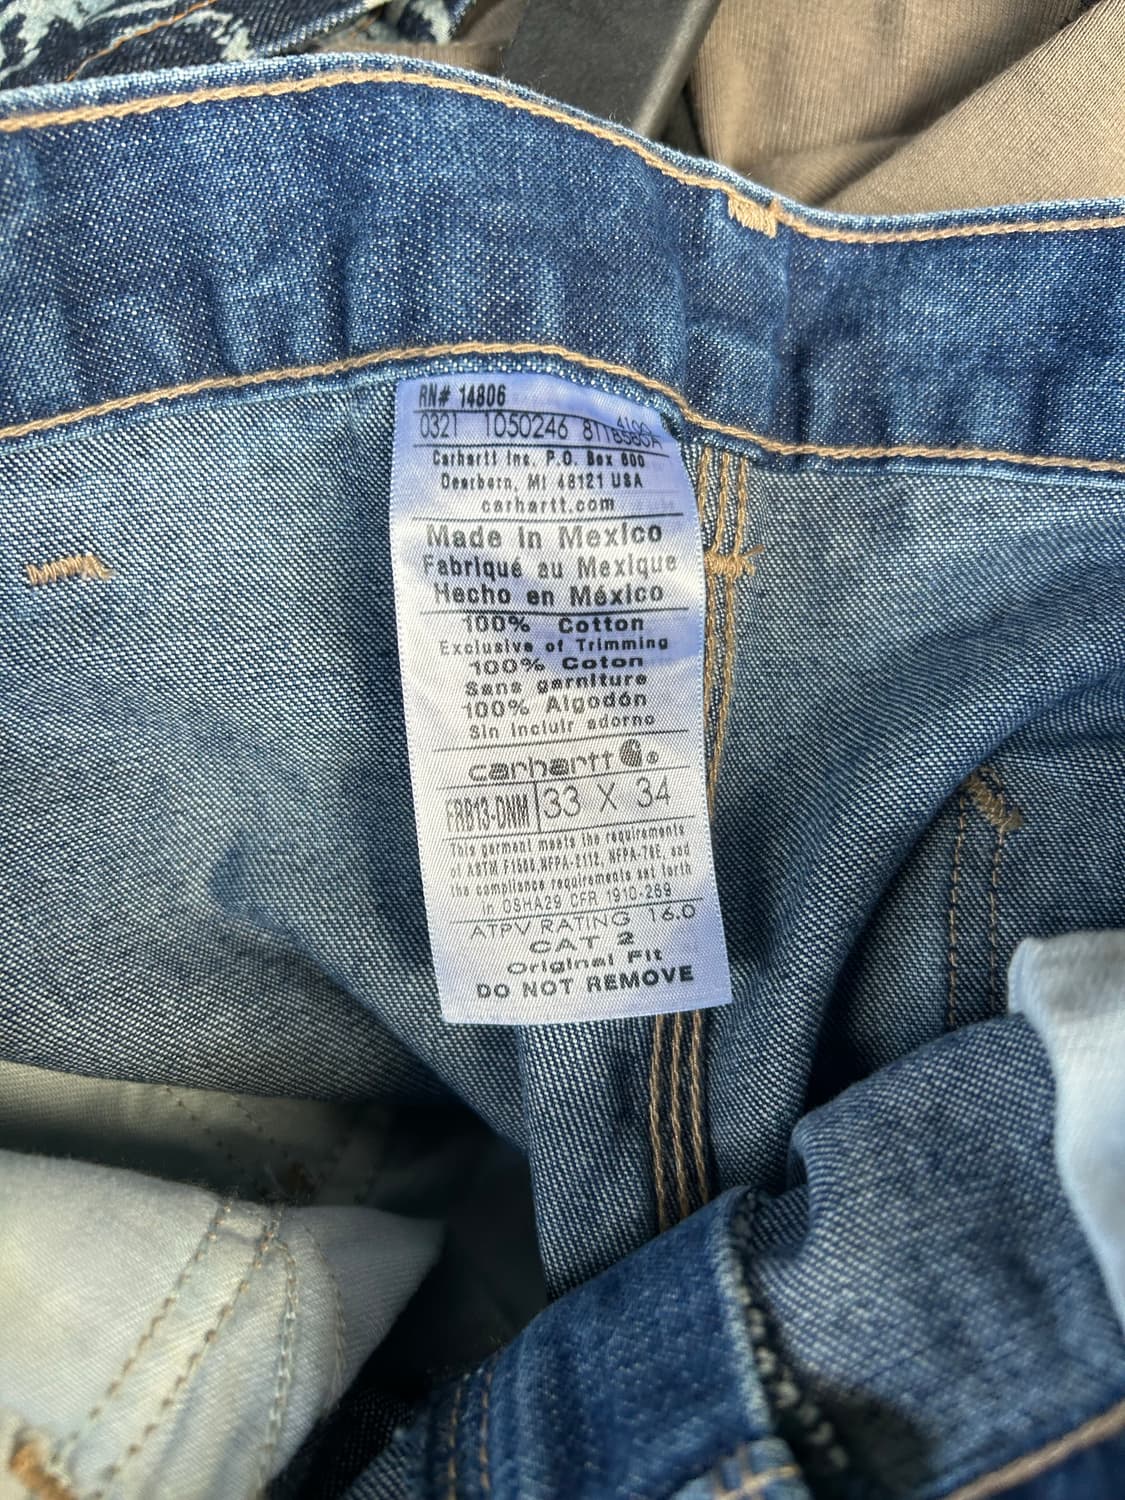 RN# 14806
0321 1050246
Carhartt Inc. P.O. Box 600
Dearborn, MI 48121 USA
carhartt.com
Made in Mexico
Fabriqué au Mexique
Hecho en México
100% Cotton
Exclusive of Trimming
100% Coton
Sans garniture
100% Algodón
Sin incluir adorno
carhartt ®
FRB13-DNM 33 X 34
This garment meets the requirements
of ASTM NFPA-2112, NFPA-70E, and
the compliance requirements set forth
in OSHA29 CFR 1910-269
ATPV RATING 16.0
CAT 2
Original Fit
DO NOT REMOVE